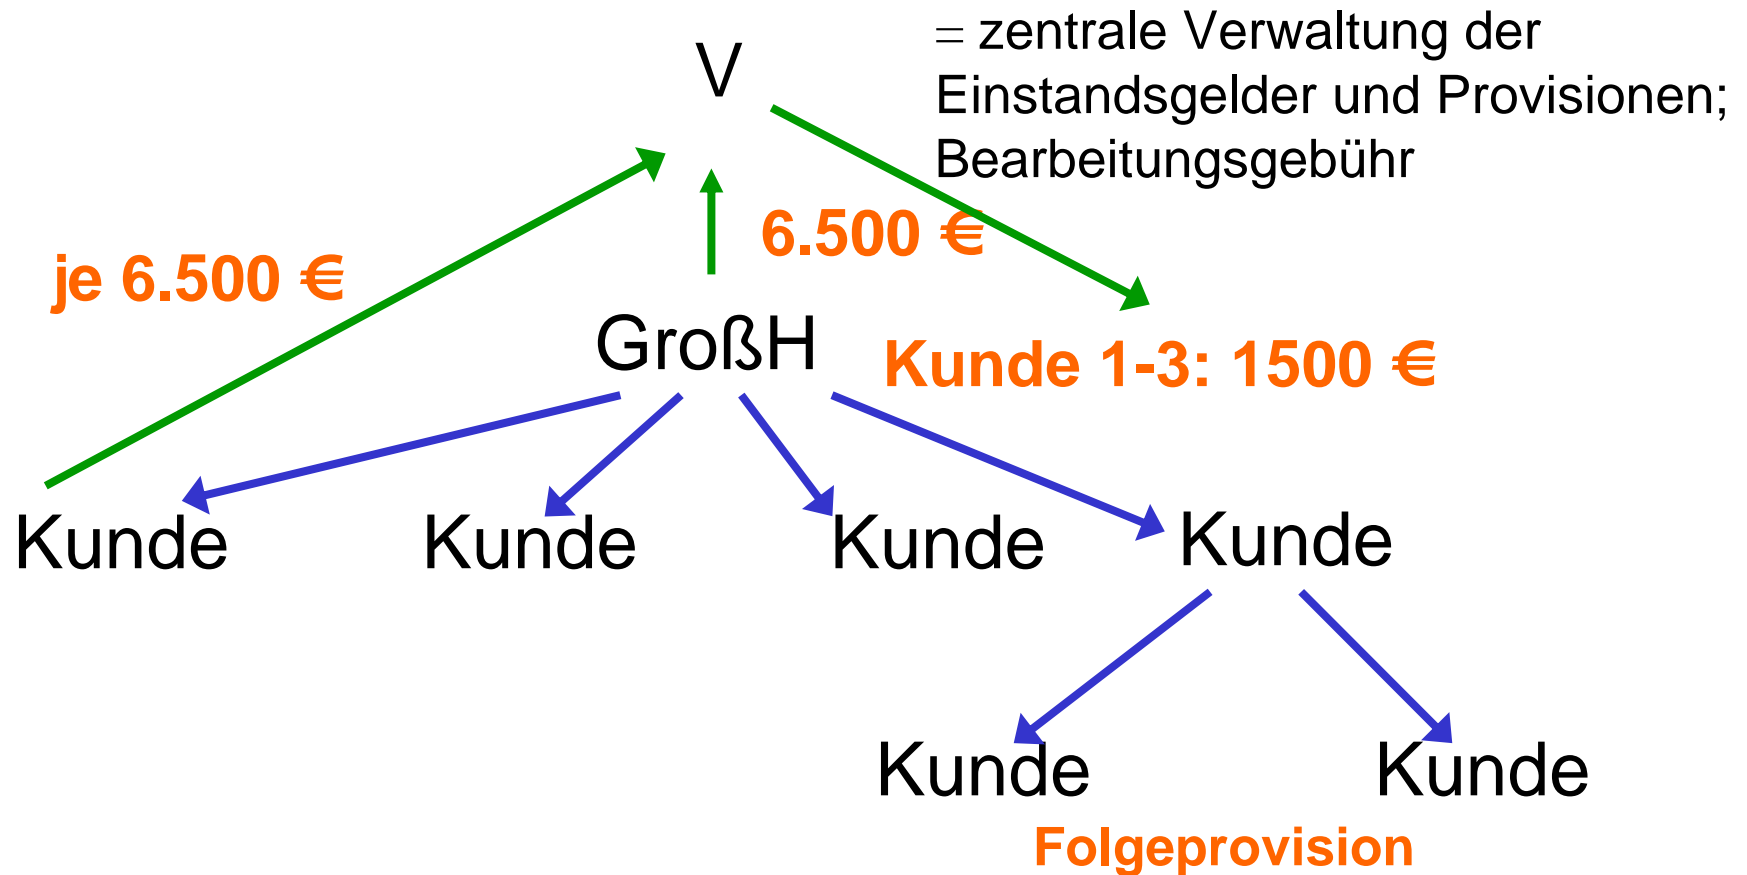 V
= zentrale Verwaltung der
Einstandsgelder und Provisionen;
Bearbeitungsgebühr
je 6.500 €
6.500 €
GroßH
Kunde 1-3: 1500 €
Kunde
Kunde
Kunde
Kunde
Kunde
Kunde
Folgeprovision